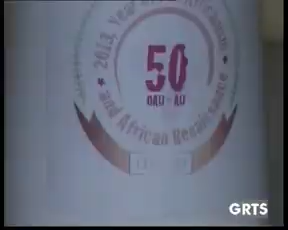 2013, Year of
50
OAU - AU
and African Renaissance
GRTS